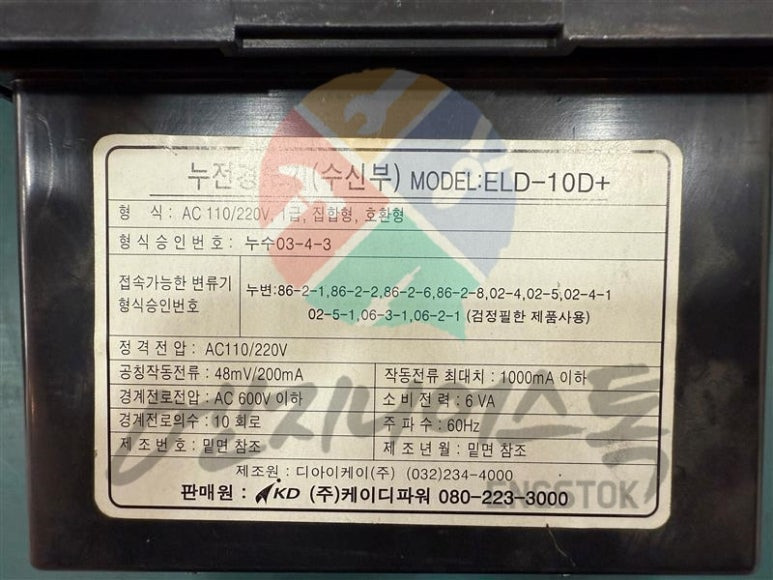 누전경보기(수신부) MODEL:ELD-10D+
형 식 : AC 110/220V, 1급, 집합형, 호환형
형식승인번호 : 누수03-4-3
접속가능한 변류기
형식승인번호
누변:86-2-1,86-2-2,86-2-6,86-2-8,02-4,02-5,02-4-1
02-5-1,06-3-1,06-2-1 (검정필한 제품사용)
정격전압 : AC110/220V
공칭작동전류 : 48mV/200mA
작동전류 최대치 : 1000mA 이하
경계전로전압 : AC 600V 이하
소비전력 : 6 VA
경계전로의수 : 10 회로
주 파 수 : 60Hz
제조번호 : 밑면 참조
제조년월 : 밑면 참조
제조원 : 디아이케이(주) (032)234-4000
판매원 : KD (주)케이디파워 080-223-3000
엔지니어스톡
ENGSTOK